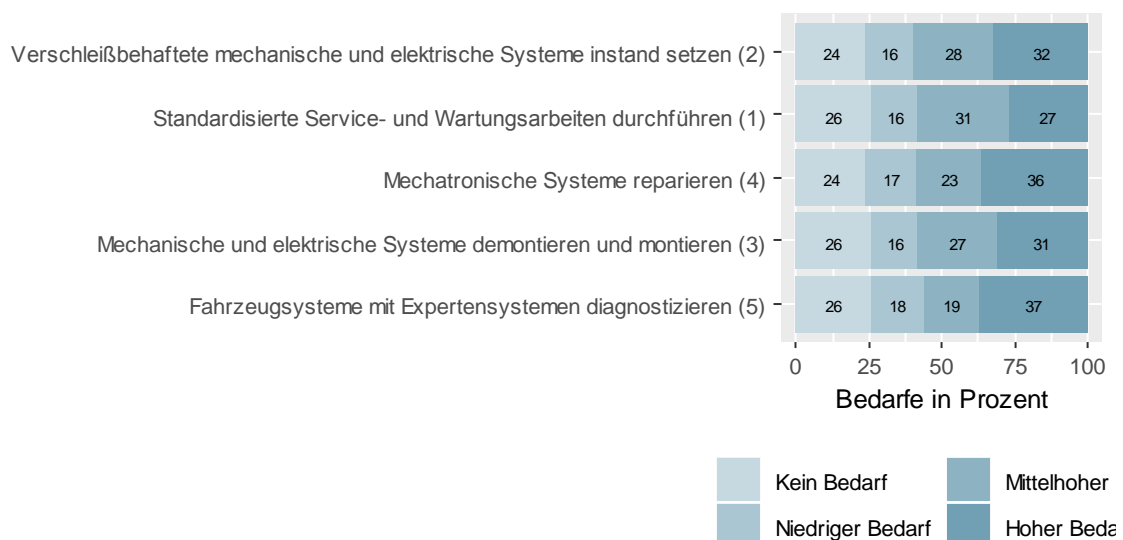 Verschleißbehaftete mechanische und elektrische Systeme instand setzen (2) 24 16 28 32
Standardisierte Service- und Wartungsarbeiten durchführen (1) 26 16 31 27
Mechatronische Systeme reparieren (4) 24 17 23 36
Mechanische und elektrische Systeme demontieren und montieren (3) 26 16 27 31
Fahrzeugsysteme mit Expertensystemen diagnostizieren (5) 26 18 19 37
0 25 50 75 100
Bedarfe in Prozent
Kein Bedarf Mittelhoher
Niedriger Bedarf Hoher Beda